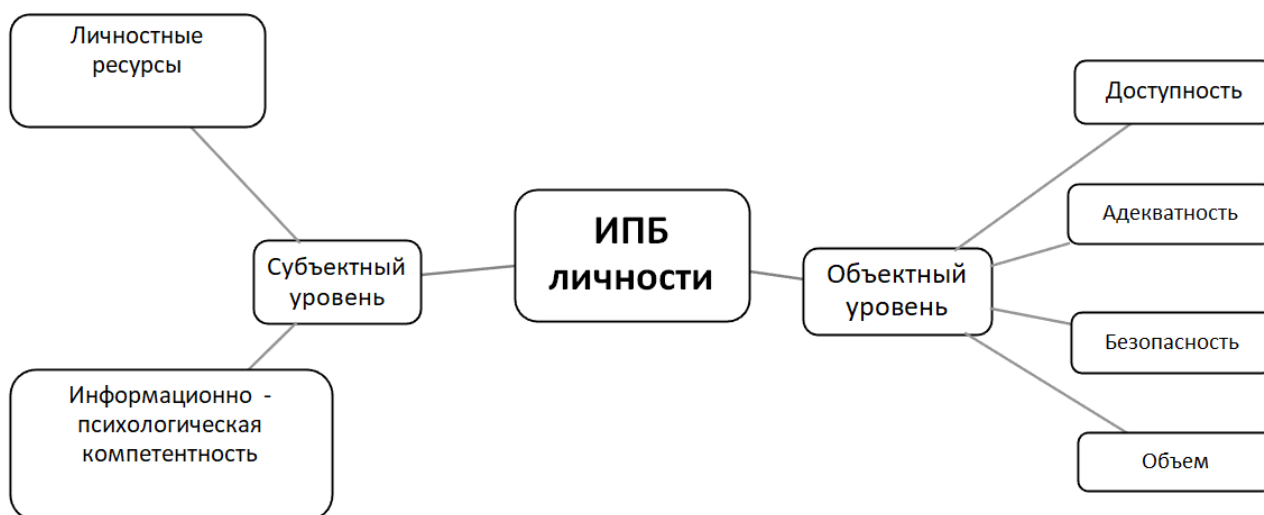 Личностные
ресурсы
Субъектный
уровень
Информационно -
психологическая
компетентность
ИПБ
личности
Объектный
уровень
Доступность
Адекватность
Безопасность
Объем